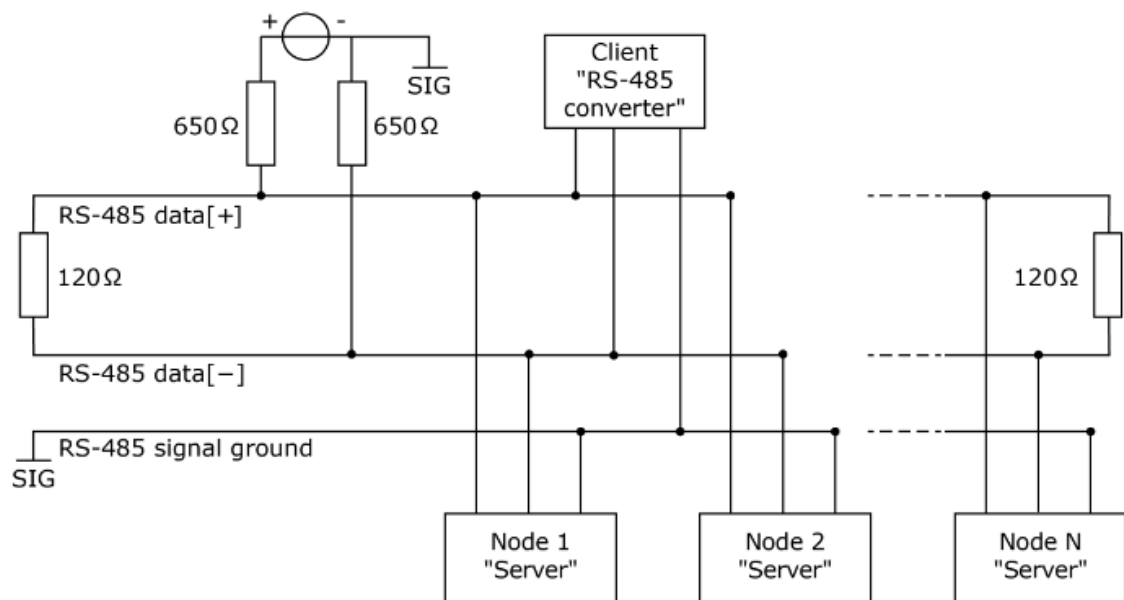 + -
SIG
650Ω
650Ω
Client
"RS-485
converter"
RS-485 data[+]
120Ω
120Ω
RS-485 data[−]
RS-485 signal ground
SIG
Node 1
"Server"
Node 2
"Server"
Node N
"Server"